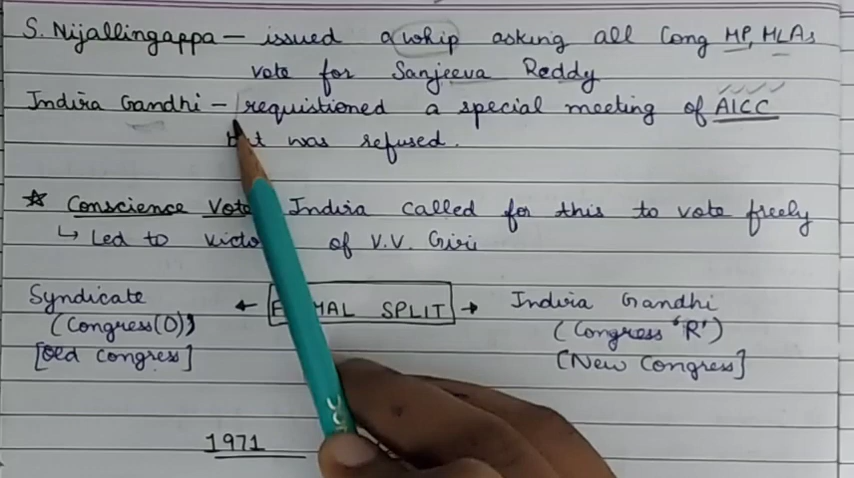 S. Nijallingappa – issued a whip asking all Cong MP, MLAs
vote for Sanjeeva Reddy
Indira Gandhi – requistioned a special meeting of AICC
but was refused.
☆ Conscience Vote Indira called for this to vote freely
↳ Led to of V.V. Giri
Syndicate ← SPLIT → Indira Gandhi
(Congress(O)) (Congress 'R')
[Old Congress] [New Congress]
1971